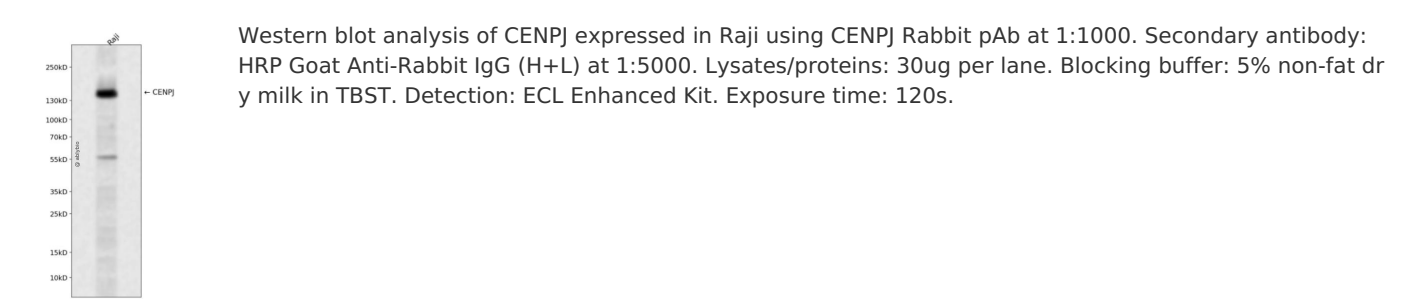 Raji
250kD
130kD
100kD
70kD
55kD
35kD
25kD
15kD
10kD
← CENPJ
@ ablybio
Western blot analysis of CENPJ expressed in Raji using CENPJ Rabbit pAb at 1:1000. Secondary antibody:
HRP Goat Anti-Rabbit IgG (H+L) at 1:5000. Lysates/proteins: 30ug per lane. Blocking buffer: 5% non-fat dr
y milk in TBST. Detection: ECL Enhanced Kit. Exposure time: 120s.